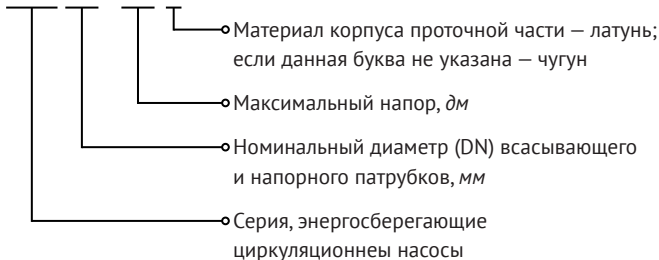 Материал корпуса проточной части — латунь;
если данная буква не указана — чугун
Максимальный напор, дм
Номинальный диаметр (DN) всасывающего
и напорного патрубков, мм
Серия, энергосберегающие
циркуляционнеы насосы